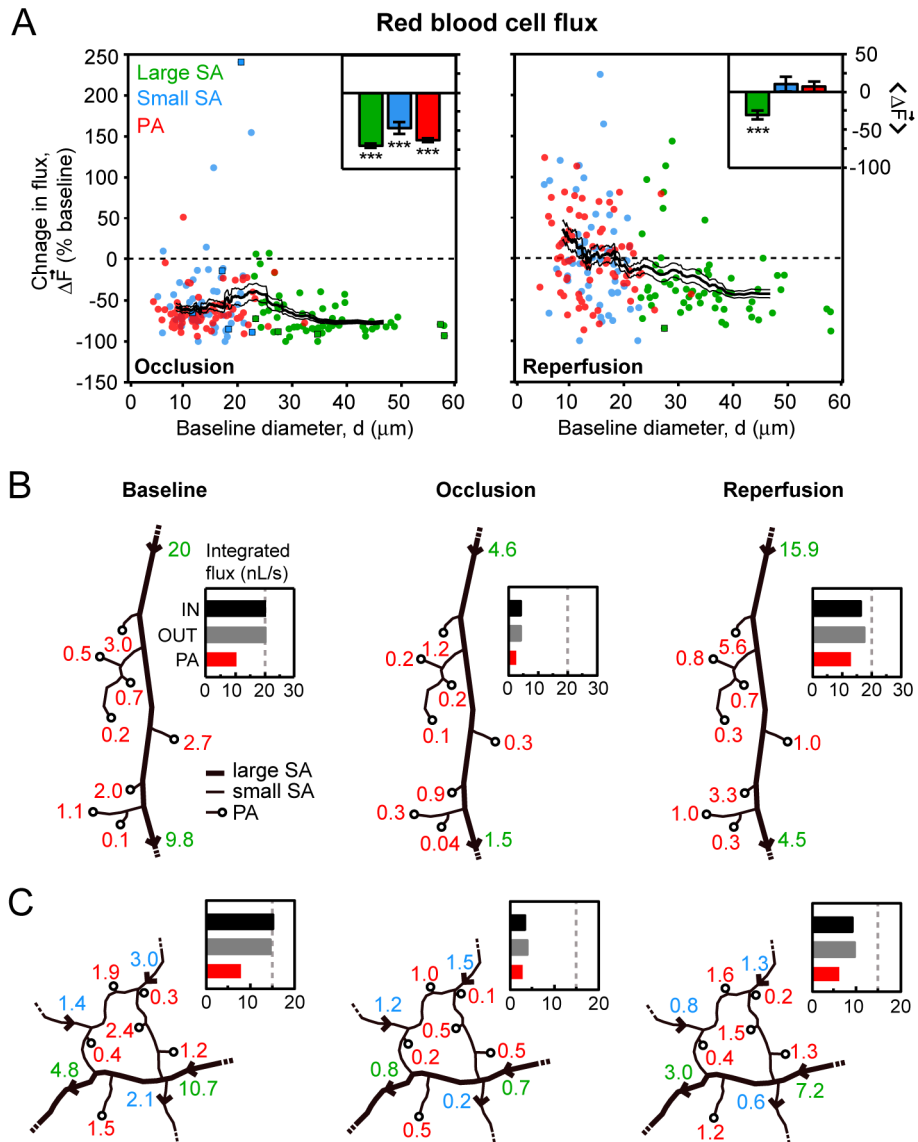 A
Red blood cell flux
Chnage in flux,
ΔF⃗ (% baseline)
250
200
150
100
50
0
-50
-100
-150
Large SA
Small SA
PA
*** *** ***
Occlusion
0 10 20 30 40 50 60
Baseline diameter, d (μm)
50
0
-50
-100
< ΔF⃗ >
***
Reperfusion
0 10 20 30 40 50 60
Baseline diameter, d (μm)
B
Baseline Occlusion Reperfusion
20
Integrated
flux (nL/s)
IN
OUT
PA
0 10 20 30
3.0
0.5
0.7
0.2
2.7
2.0
1.1
0.1
9.8
large SA
small SA
PA
4.6
0 10 20 30
1.2
0.2
0.2
0.1
0.3
0.9
0.3
0.04
1.5
15.9
0 10 20 30
5.6
0.8
0.7
0.3
1.0
3.3
1.0
0.3
4.5
C
0 5 10 15 20
3.0
1.9
0.3
1.4
2.4
0.4
1.2
4.8
10.7
2.1
1.5
0 5 10 15 20
1.5
1.0
0.1
1.2
0.5
0.2
0.5
0.8
0.7
0.2
0.5
0 5 10 15 20
1.3
1.6
0.2
0.8
1.5
0.4
1.3
3.0
7.2
0.6
1.2